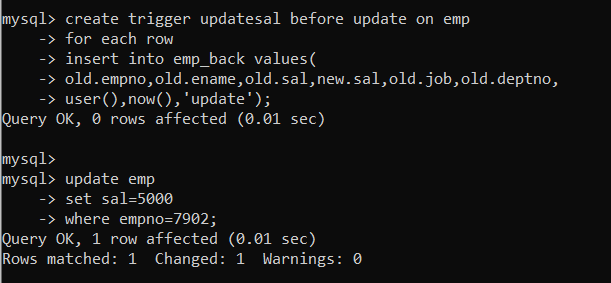 mysql> create trigger updatesal before update on emp
    -> for each row
    -> insert into emp_back values(
    -> old.empno,old.ename,old.sal,new.sal,old.job,old.deptno,
    -> user(),now(),'update');
Query OK, 0 rows affected (0.01 sec)

mysql>
mysql> update emp
    -> set sal=5000
    -> where empno=7902;
Query OK, 1 row affected (0.01 sec)
Rows matched: 1  Changed: 1  Warnings: 0